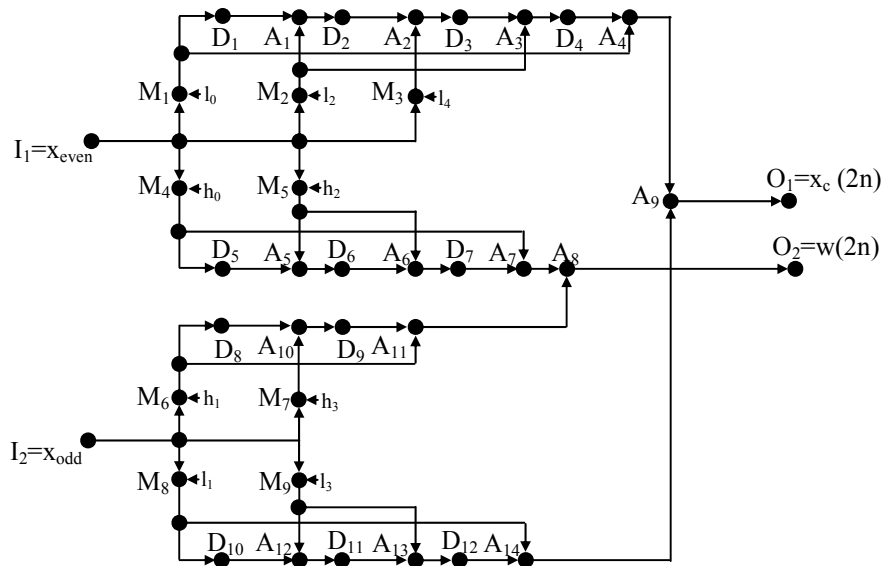 D1 A1 D2 A2 D3 A3 D4 A4
M1 l0 M2 l2 M3 l4
I1=xeven
M4 h0 M5 h2
A9 O1=xc (2n)
D5 A5 D6 A6 D7 A7 A8 O2=w(2n)
D8 A10 D9 A11
M6 h1 M7 h3
I2=xodd
M8 l1 M9 l3
D10 A12 D11 A13 D12 A14